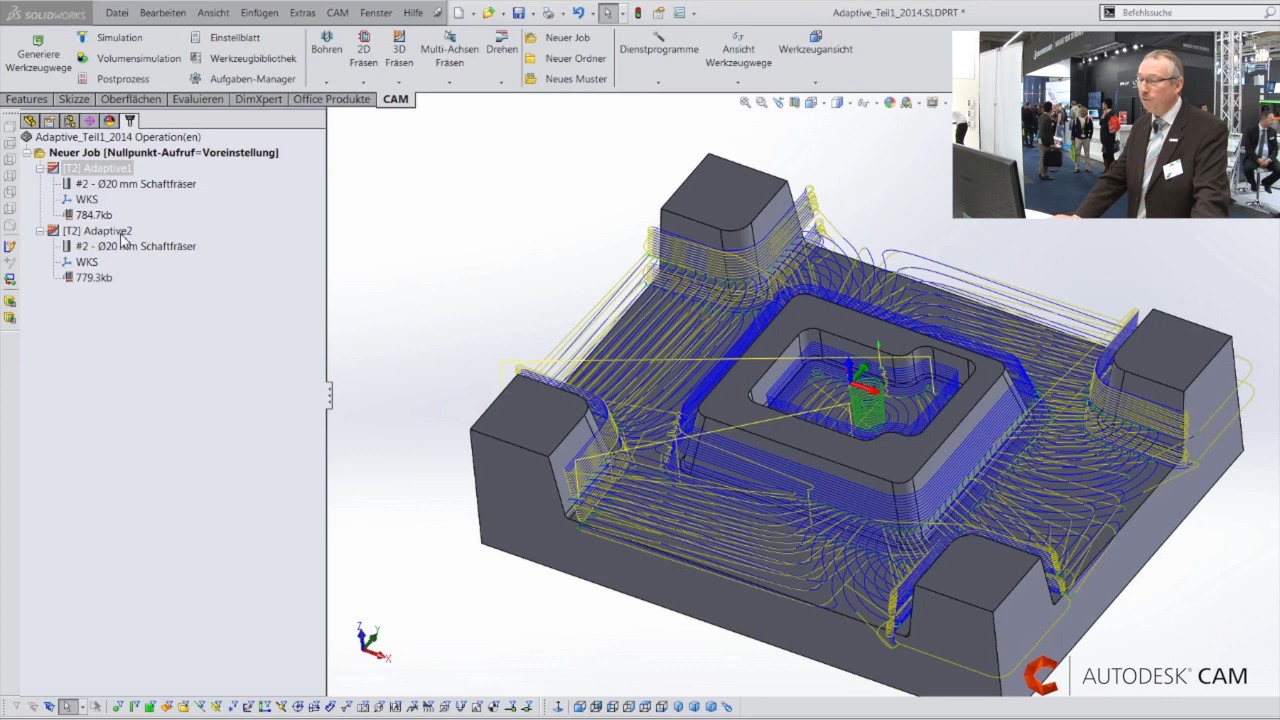 SOLIDWORKS Datei Bearbeiten Ansicht Einfügen Extras CAM Fenster Hilfe Adaptive_Teil1_2014.SLDPRT * Befehlssuche
Generiere Werkzeugwege
Simulation
Volumensimulation
Postprozess
Einstellblatt
Werkzeugbibliothek
Aufgaben-Manager
Bohren
2D
Fräsen
3D
Fräsen
Multi-Achsen
Fräsen
Drehen
Neuer Job
Neuer Ordner
Neues Muster
Dienstprogramme
Ansicht
Werkzeugwege
Werkzeugansicht
Features Skizze Oberflächen Evaluieren DimXpert Office Produkte CAM
Adaptive_Teil1_2014 Operation(en)
Neuer Job [Nullpunkt-Aufruf=Voreinstellung]
[T2] Adaptive1
#2 - Ø20 mm Schaftfräser
WKS
784.7kb
[T2] Adaptive2
#2 - Ø20 mm Schaftfräser
WKS
779.3kb
Z
Y
X
AUTODESK® CAM